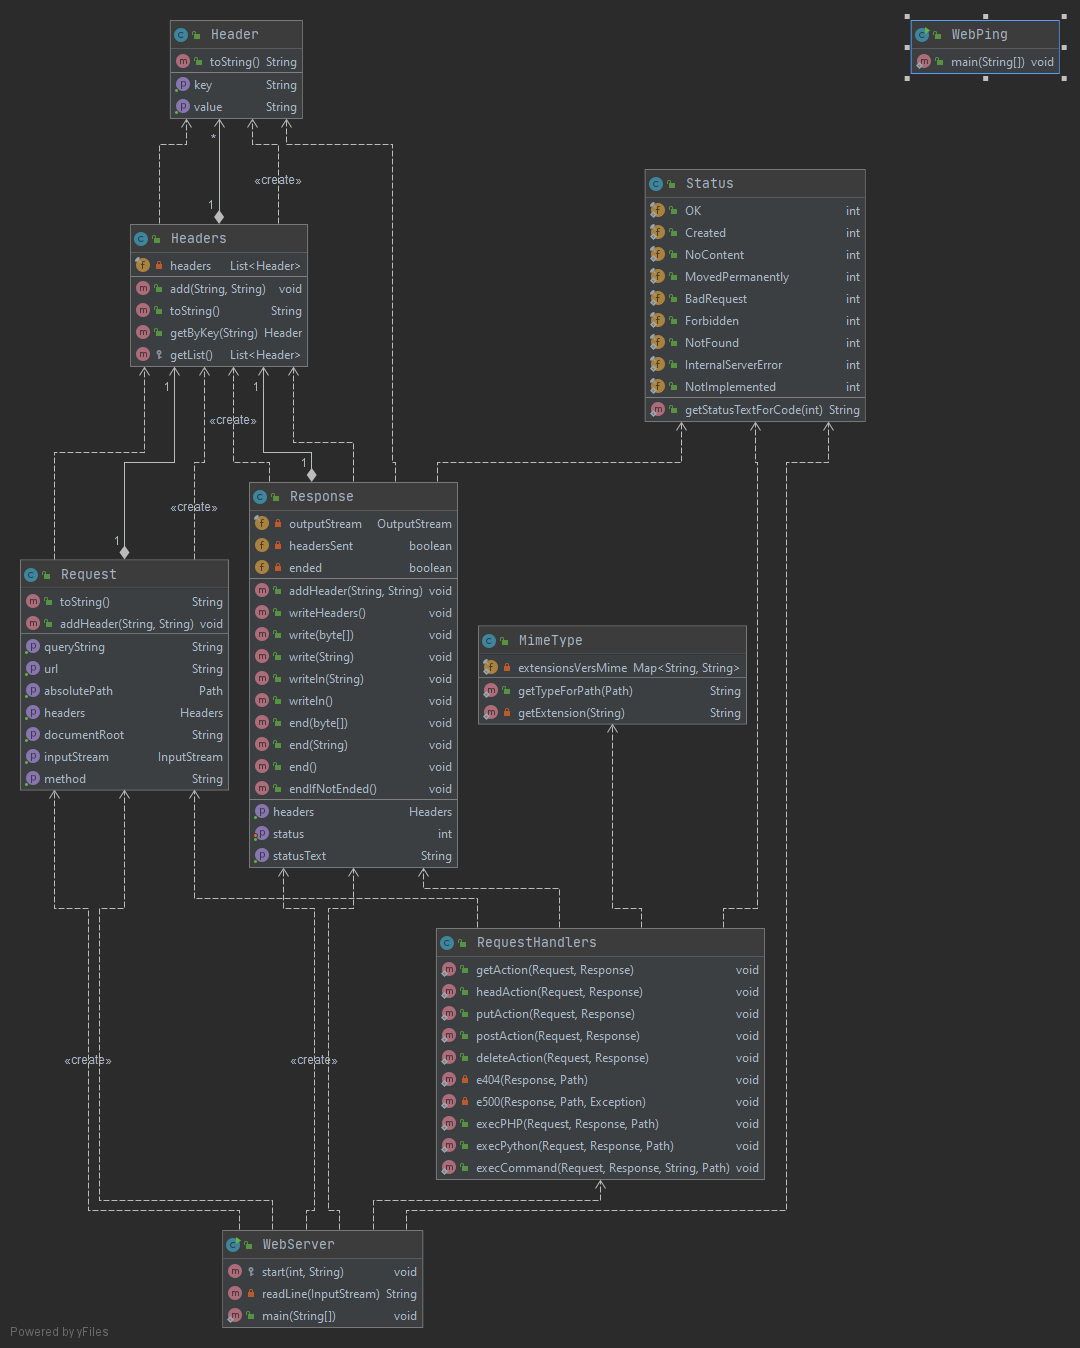 Header
toString() String
key String
value String
WebPing
main(String[]) void
*
«create»
1
Headers
headers List<Header>
add(String, String) void
toString() String
getByKey(String) Header
getList() List<Header>
Status
OK int
Created int
NoContent int
MovedPermanently int
BadRequest int
Forbidden int
NotFound int
InternalServerError int
NotImplemented int
getStatusTextForCode(int) String
1
1
«create»
1
«create»
1
Response
outputStream OutputStream
headersSent boolean
ended boolean
addHeader(String, String) void
writeHeaders() void
write(byte[]) void
write(String) void
writeln(String) void
writeln() void
end(byte[]) void
end(String) void
end() void
endIfNotEnded() void
headers Headers
status int
statusText String
Request
toString() String
addHeader(String, String) void
queryString String
url String
absolutePath Path
headers Headers
documentRoot String
inputStream InputStream
method String
MimeType
extensionsVersMime Map<String, String>
getTypeForPath(Path) String
getExtension(String) String
RequestHandlers
getAction(Request, Response) void
headAction(Request, Response) void
putAction(Request, Response) void
postAction(Request, Response) void
deleteAction(Request, Response) void
e404(Response, Path) void
e500(Response, Path, Exception) void
execPHP(Request, Response, Path) void
execPython(Request, Response, Path) void
execCommand(Request, Response, String, Path) void
«create»
«create»
WebServer
start(int, String) void
readLine(InputStream) String
main(String[]) void
Powered by yFiles